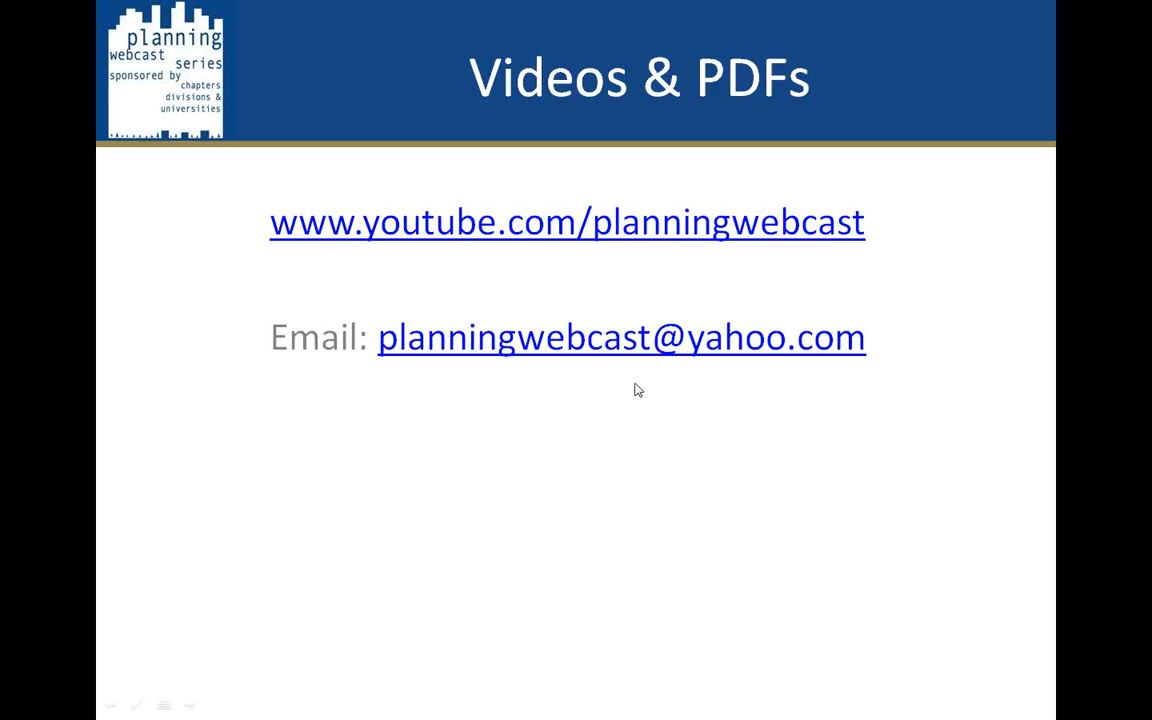 planning
webcast series
sponsored by
chapters
divisions &
universities
Videos & PDFs
www.youtube.com/planningwebcast
Email: planningwebcast@yahoo.com